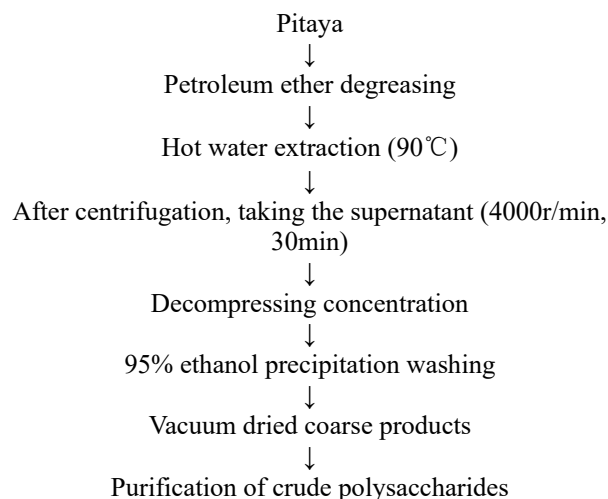 Pitaya
↓
Petroleum ether degreasing
↓
Hot water extraction (90℃)
↓
After centrifugation, taking the supernatant (4000r/min,
30min)
↓
Decompressing concentration
↓
95% ethanol precipitation washing
↓
Vacuum dried coarse products
↓
Purification of crude polysaccharides